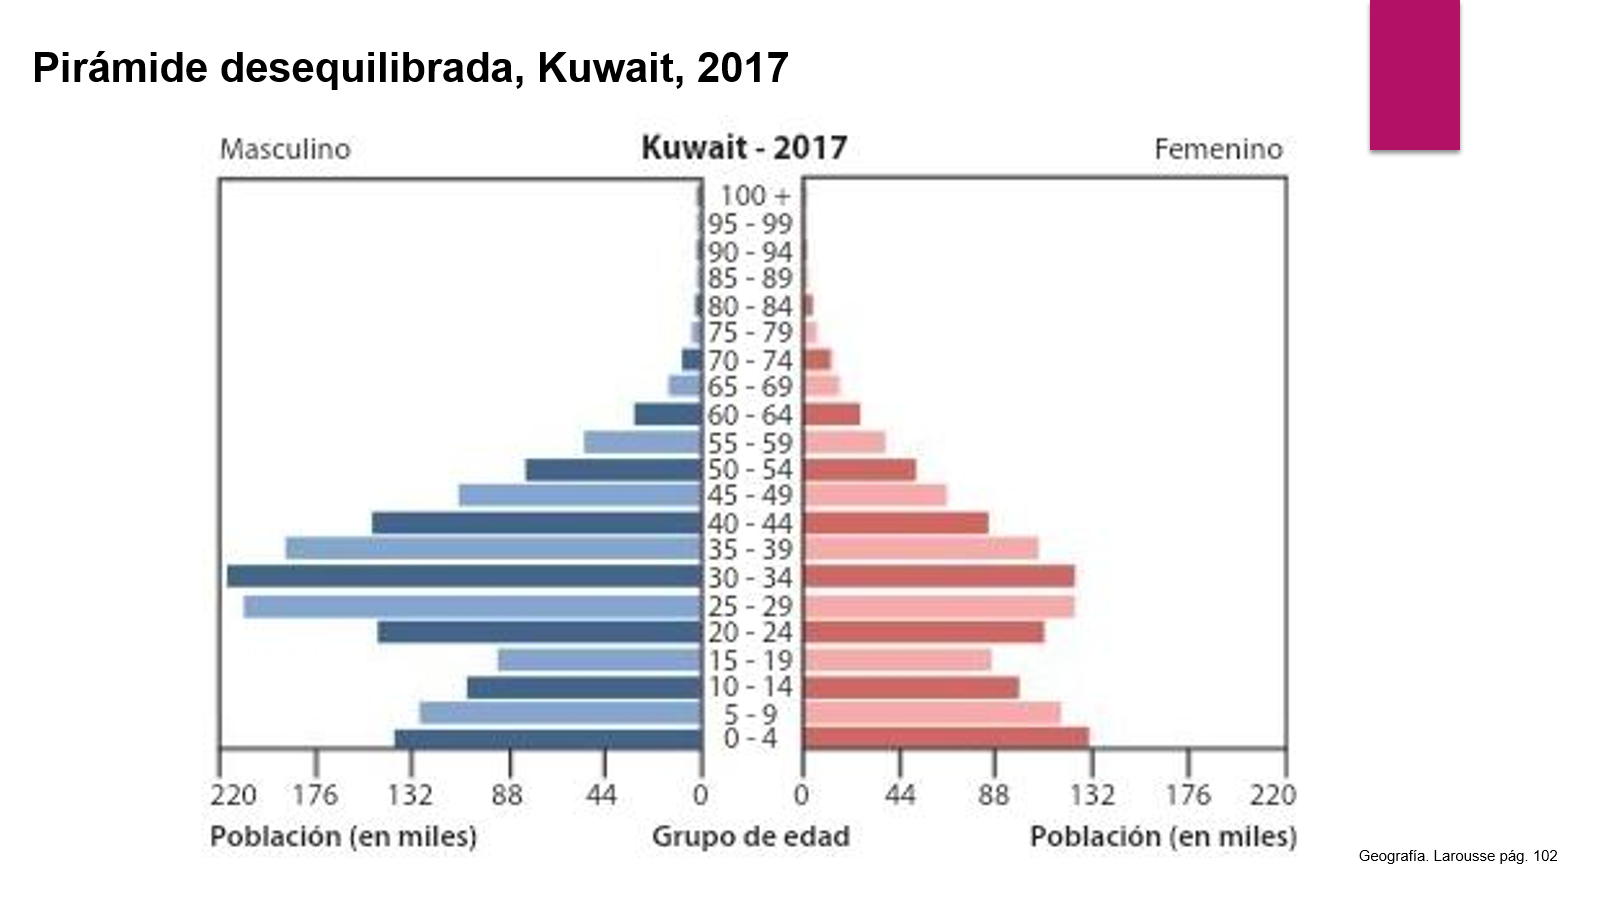 Pirámide desequilibrada, Kuwait, 2017
Masculino
Kuwait - 2017
Femenino
100 +
95 - 99
90 - 94
85 - 89
80 - 84
75 - 79
70 - 74
65 - 69
60 - 64
55 - 59
50 - 54
45 - 49
40 - 44
35 - 39
30 - 34
25 - 29
20 - 24
15 - 19
10 - 14
5 - 9
0 - 4
220 176 132 88 44 0 0 44 88 132 176 220
Población (en miles)
Grupo de edad
Población (en miles)
Geografía. Larousse pág. 102